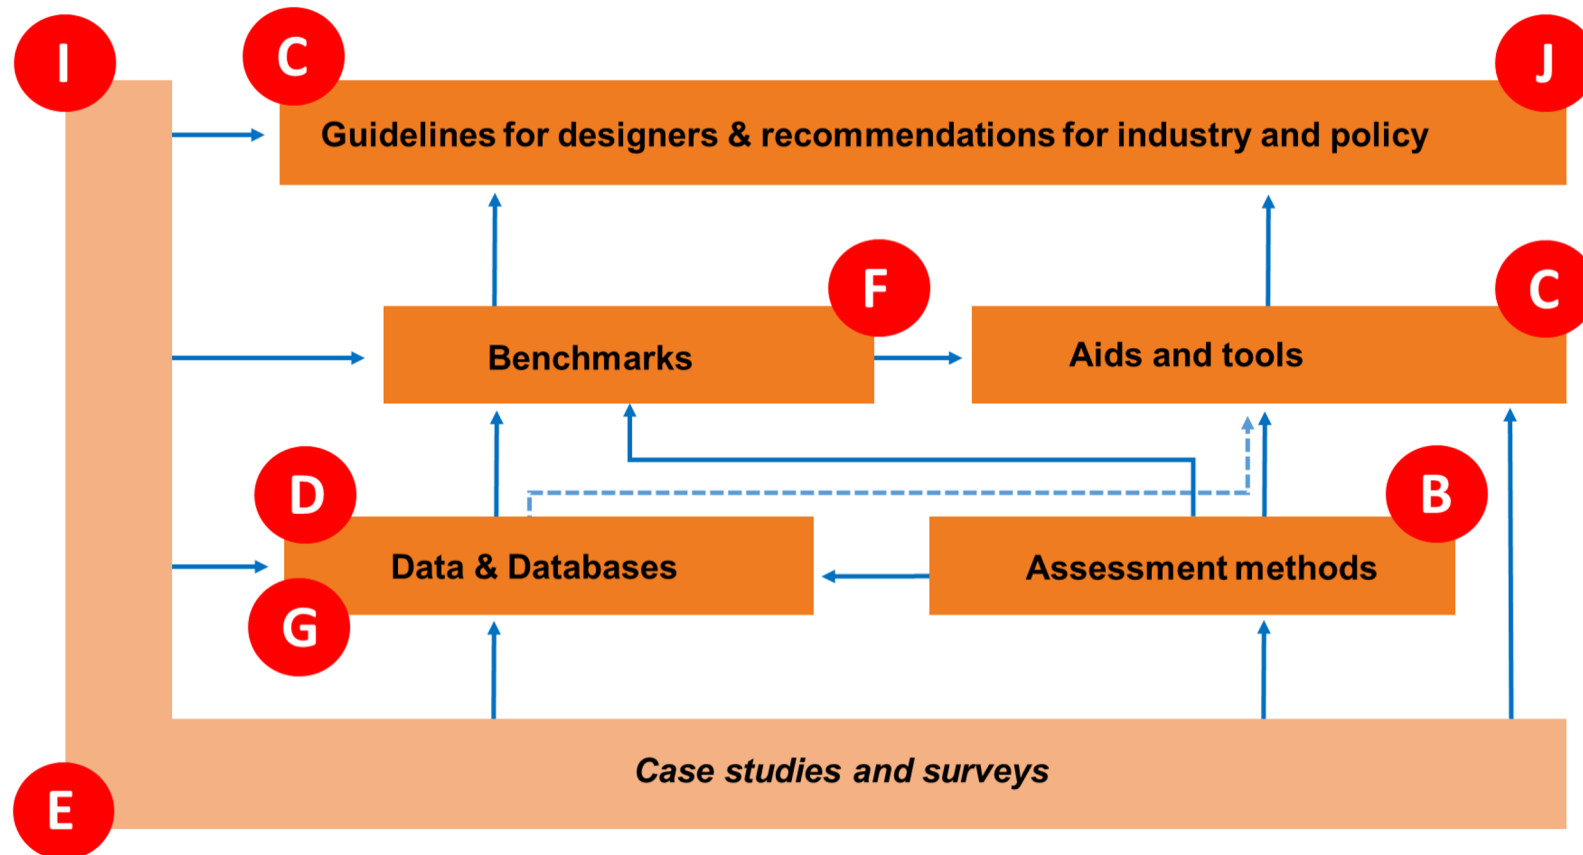 I
C
J
Guidelines for designers & recommendations for industry and policy
F
C
Benchmarks
Aids and tools
D
B
Data & Databases
Assessment methods
G
Case studies and surveys
E